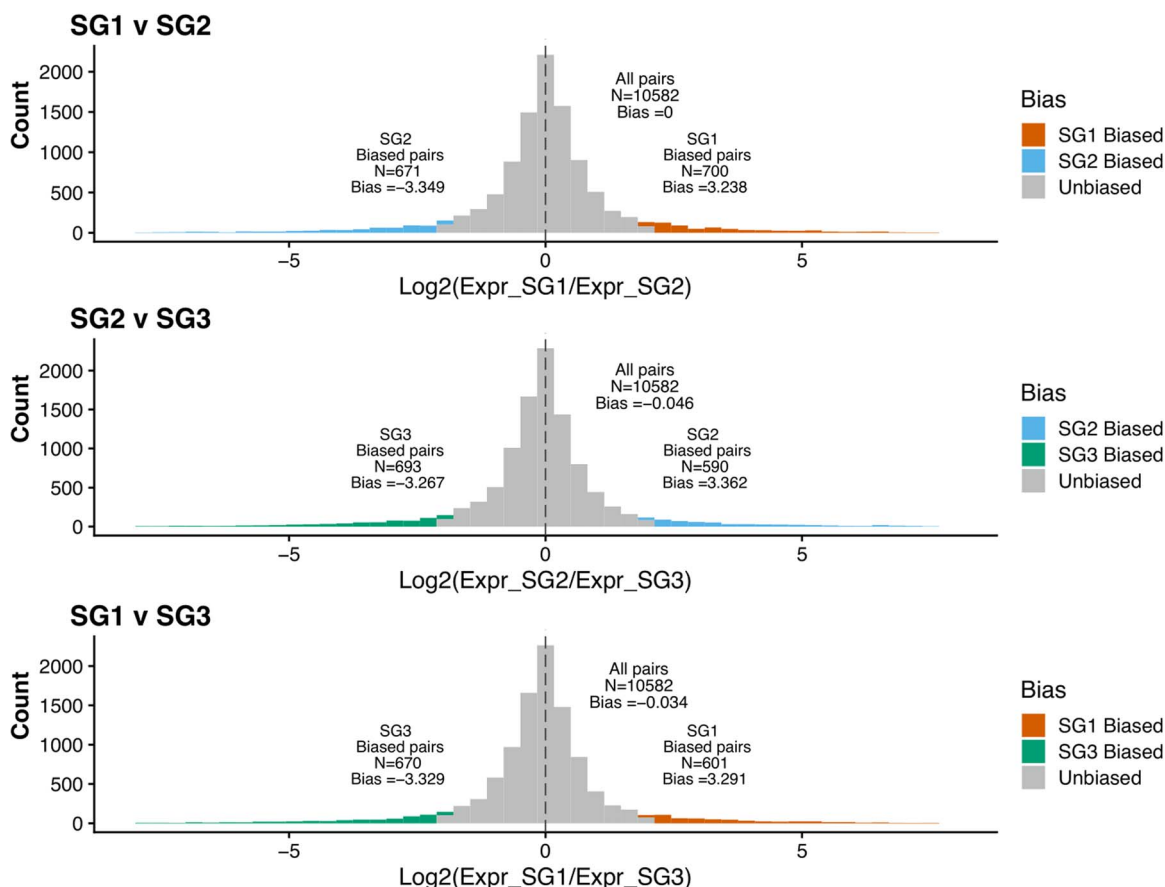 SG1 v SG2
Count
2000
1500
1000
500
0
All pairs
N=10582
Bias =0
SG2
Biased pairs
N=671
Bias =−3.349
SG1
Biased pairs
N=700
Bias =3.238
−5
0
5
Log2(Expr_SG1/Expr_SG2)
Bias
SG1 Biased
SG2 Biased
Unbiased
SG2 v SG3
Count
2000
1500
1000
500
0
All pairs
N=10582
Bias =−0.046
SG3
Biased pairs
N=693
Bias =−3.267
SG2
Biased pairs
N=590
Bias =3.362
−5
0
5
Log2(Expr_SG2/Expr_SG3)
Bias
SG2 Biased
SG3 Biased
Unbiased
SG1 v SG3
Count
2000
1500
1000
500
0
All pairs
N=10582
Bias =−0.034
SG3
Biased pairs
N=670
Bias =−3.329
SG1
Biased pairs
N=601
Bias =3.291
−5
0
5
Log2(Expr_SG1/Expr_SG3)
Bias
SG1 Biased
SG3 Biased
Unbiased